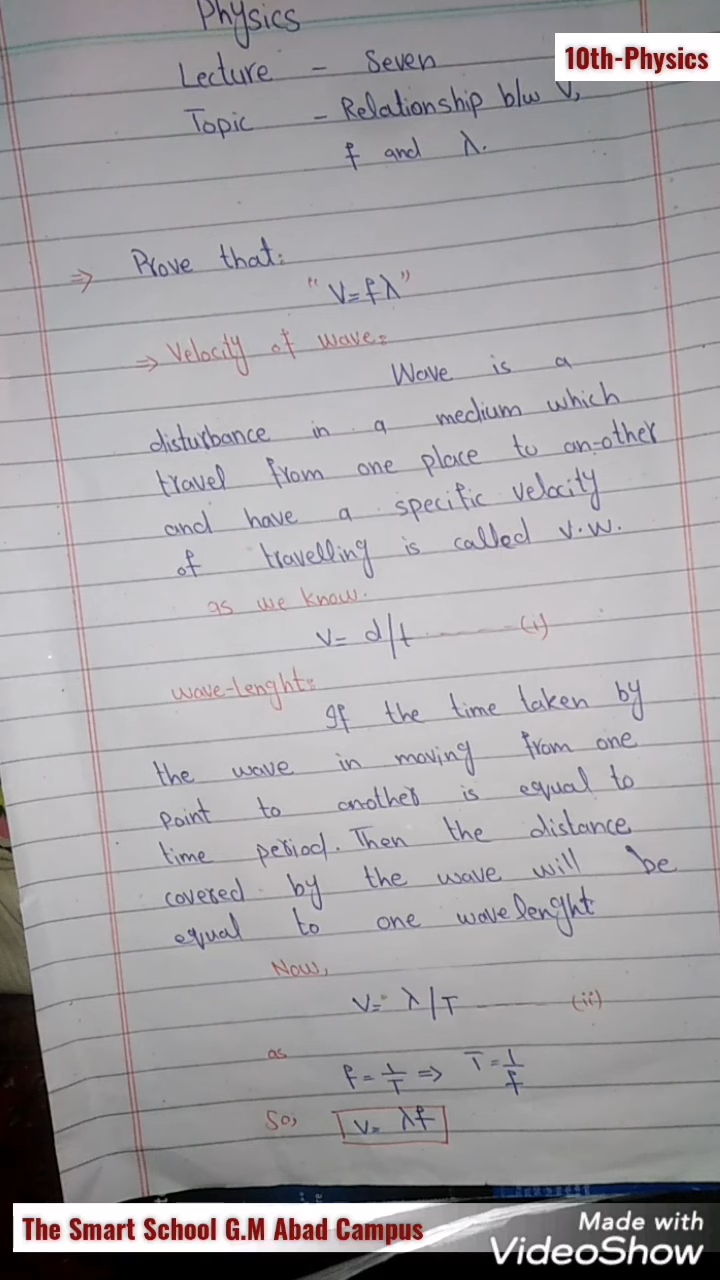 Physics
10th-Physics
Lecture - Seven
Topic - Relationship b/w V,
f and λ.
⇒ Prove that:
"V=fλ"
⇒ Velocity of wave:
Wave is a
disturbance in a medium which
travel from one place to an-other
and have a specific velocity
of travelling is called v.w.
as we know.
V= d/t ------- (i)
wave-lenght:
If the time taken by
the wave in moving from one
point to another is equal to
time period. Then the distance
covered by the wave will be
equal to one wavelenght
Now,
V= λ/T ------- (ii)
as
f = 1/T ⇒ T = 1/f
So, V= λf
The Smart School G.M Abad Campus
Made with
VideoShow